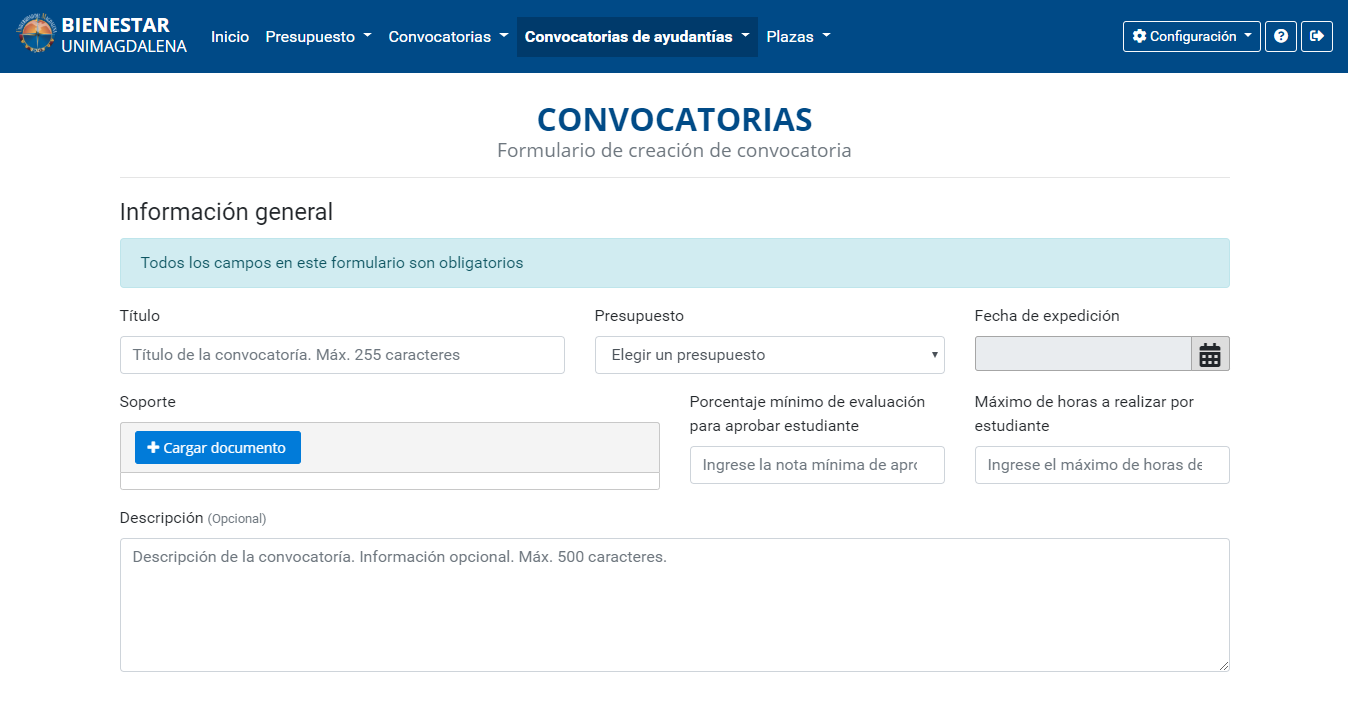 BIENESTAR
UNIMAGDALENA
Inicio Presupuesto Convocatorias Convocatorias de ayudantías Plazas Configuración
CONVOCATORIAS
Formulario de creación de convocatoria
Información general
Todos los campos en este formulario son obligatorios
Título Presupuesto Fecha de expedición
Título de la convocatoría. Máx. 255 caracteres Elegir un presupuesto
Soporte
Porcentaje mínimo de evaluación
para aprobar estudiante
Máximo de horas a realizar por
estudiante
Cargar documento
Ingrese la nota mínima de apro
Ingrese el máximo de horas de
Descripción (Opcional)
Descripción de la convocatoría. Información opcional. Máx. 500 caracteres.